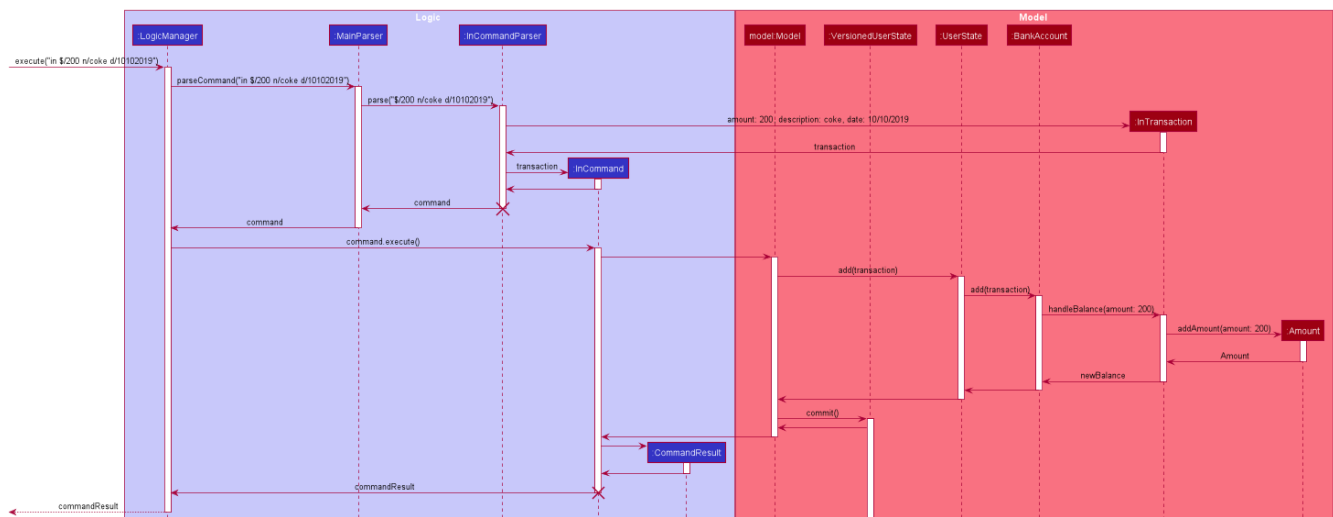 Logic
Model
:LogicManager
:MainParser
:InCommandParser
model:Model
:VersionedUserState
:UserState
:BankAccount
execute("in $/200 n/coke d/10102019")
parseCommand("in $/200 n/coke d/10102019")
parse("$/200 n/coke d/10102019")
amount: 200; description: coke, date: 10/10/2019
:InTransaction
transaction
transaction
:InCommand
command
command
command.execute()
add(transaction)
add(transaction)
handleBalance(amount: 200)
addAmount(amount: 200)
:Amount
Amount
newBalance
commit()
:CommandResult
commandResult
commandResult